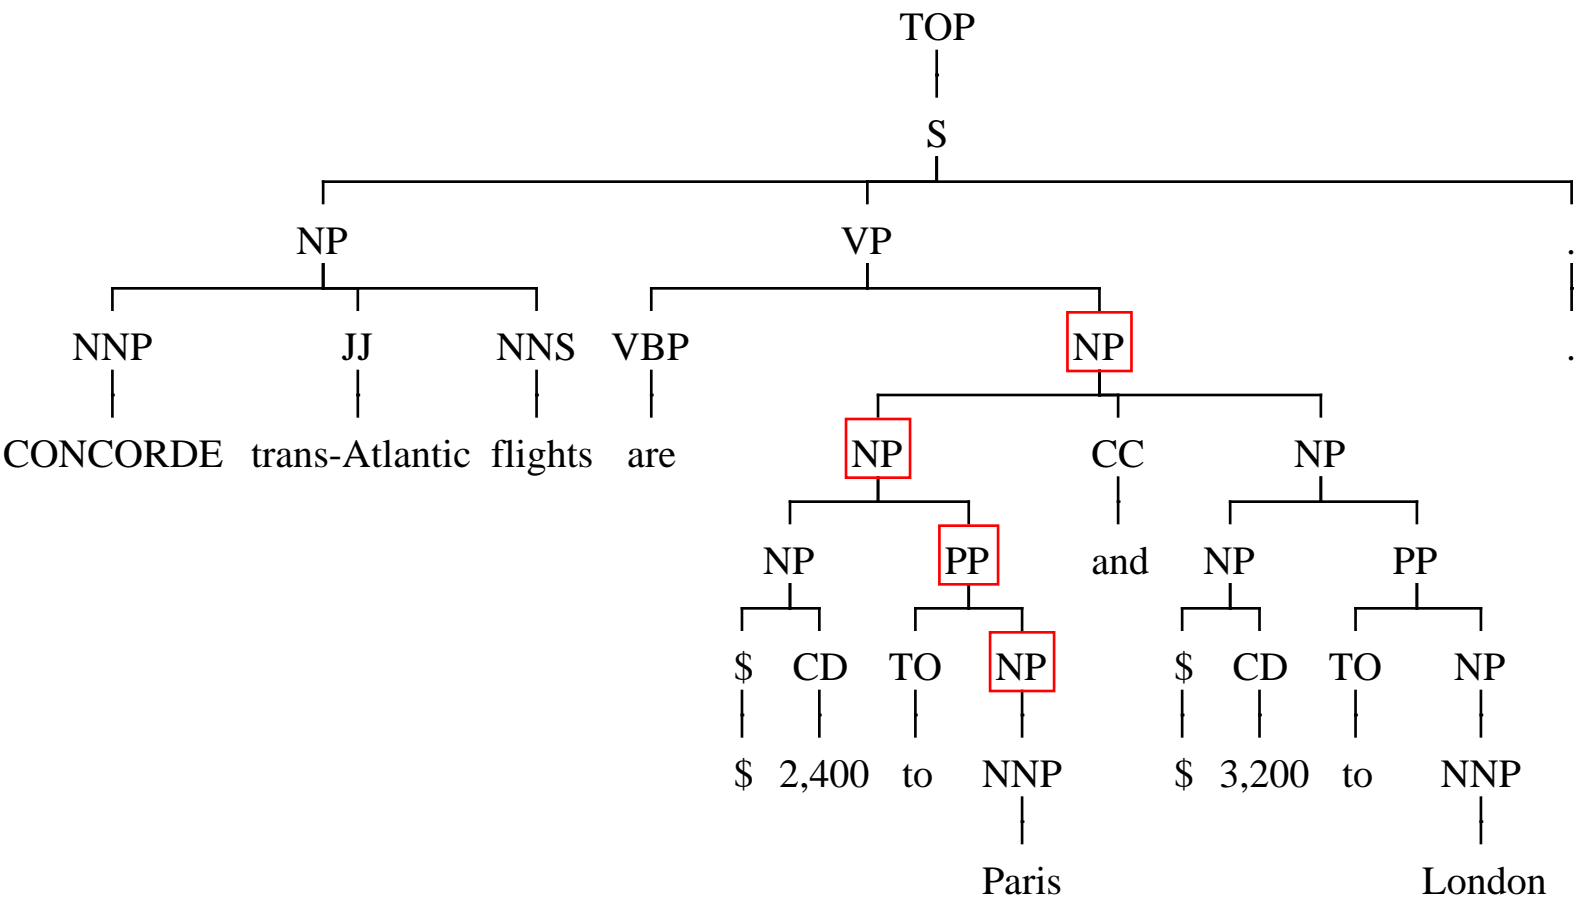 TOP
S
NP VP .
NNP JJ NNS VBP NP .
CONCORDE trans-Atlantic flights are NP CC NP
NP PP and NP PP
$ CD TO NP $ CD TO NP
$ 2,400 to NNP $ 3,200 to NNP
Paris London